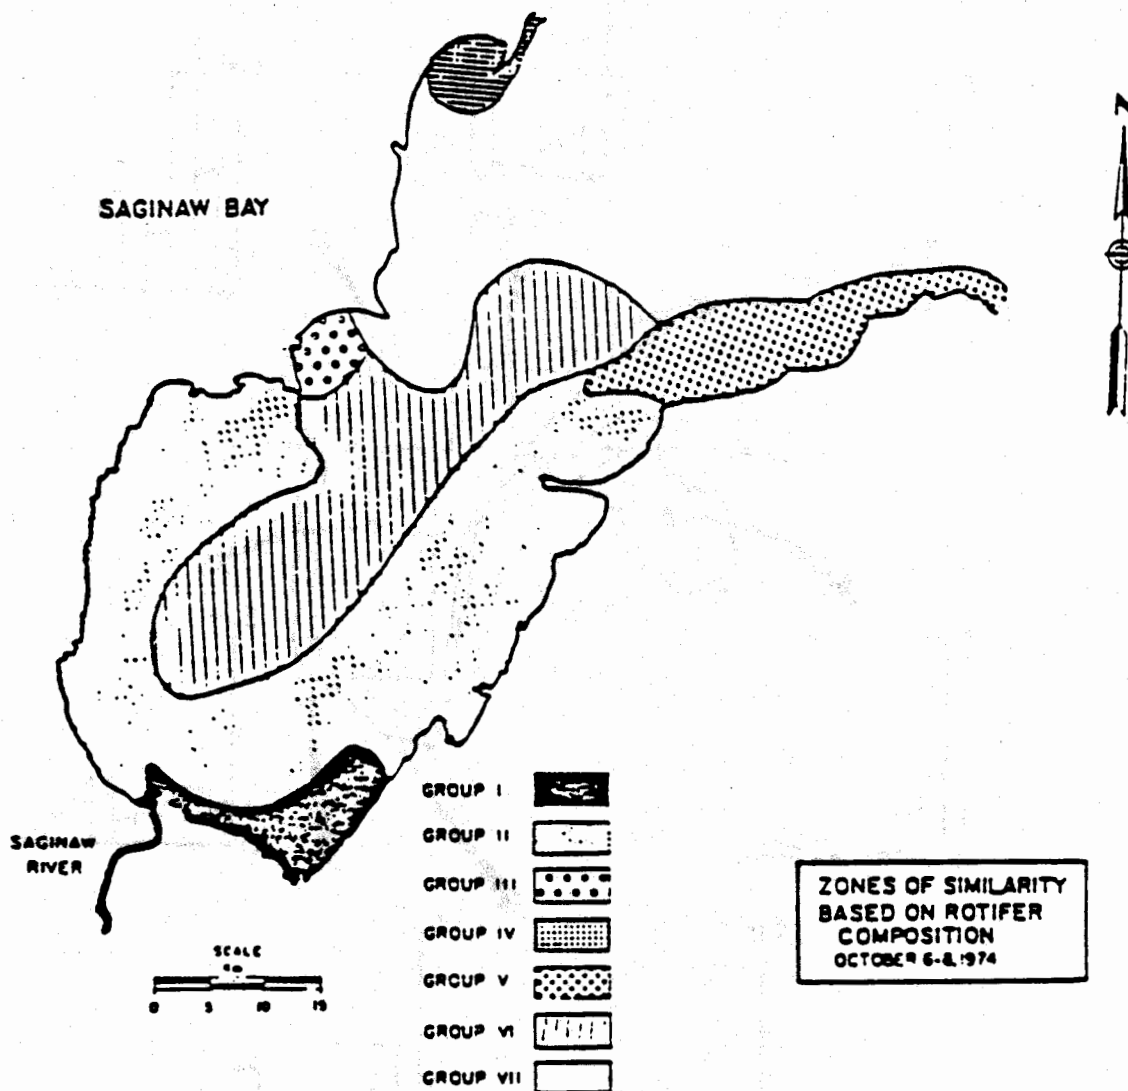 N
SAGINAW BAY
SAGINAW
RIVER
SCALE
0 5 10 15
GROUP I
GROUP II
GROUP III
GROUP IV
GROUP V
GROUP VI
GROUP VII
ZONES OF SIMILARITY
BASED ON ROTIFER
COMPOSITION
OCTOBER 6-8, 1974